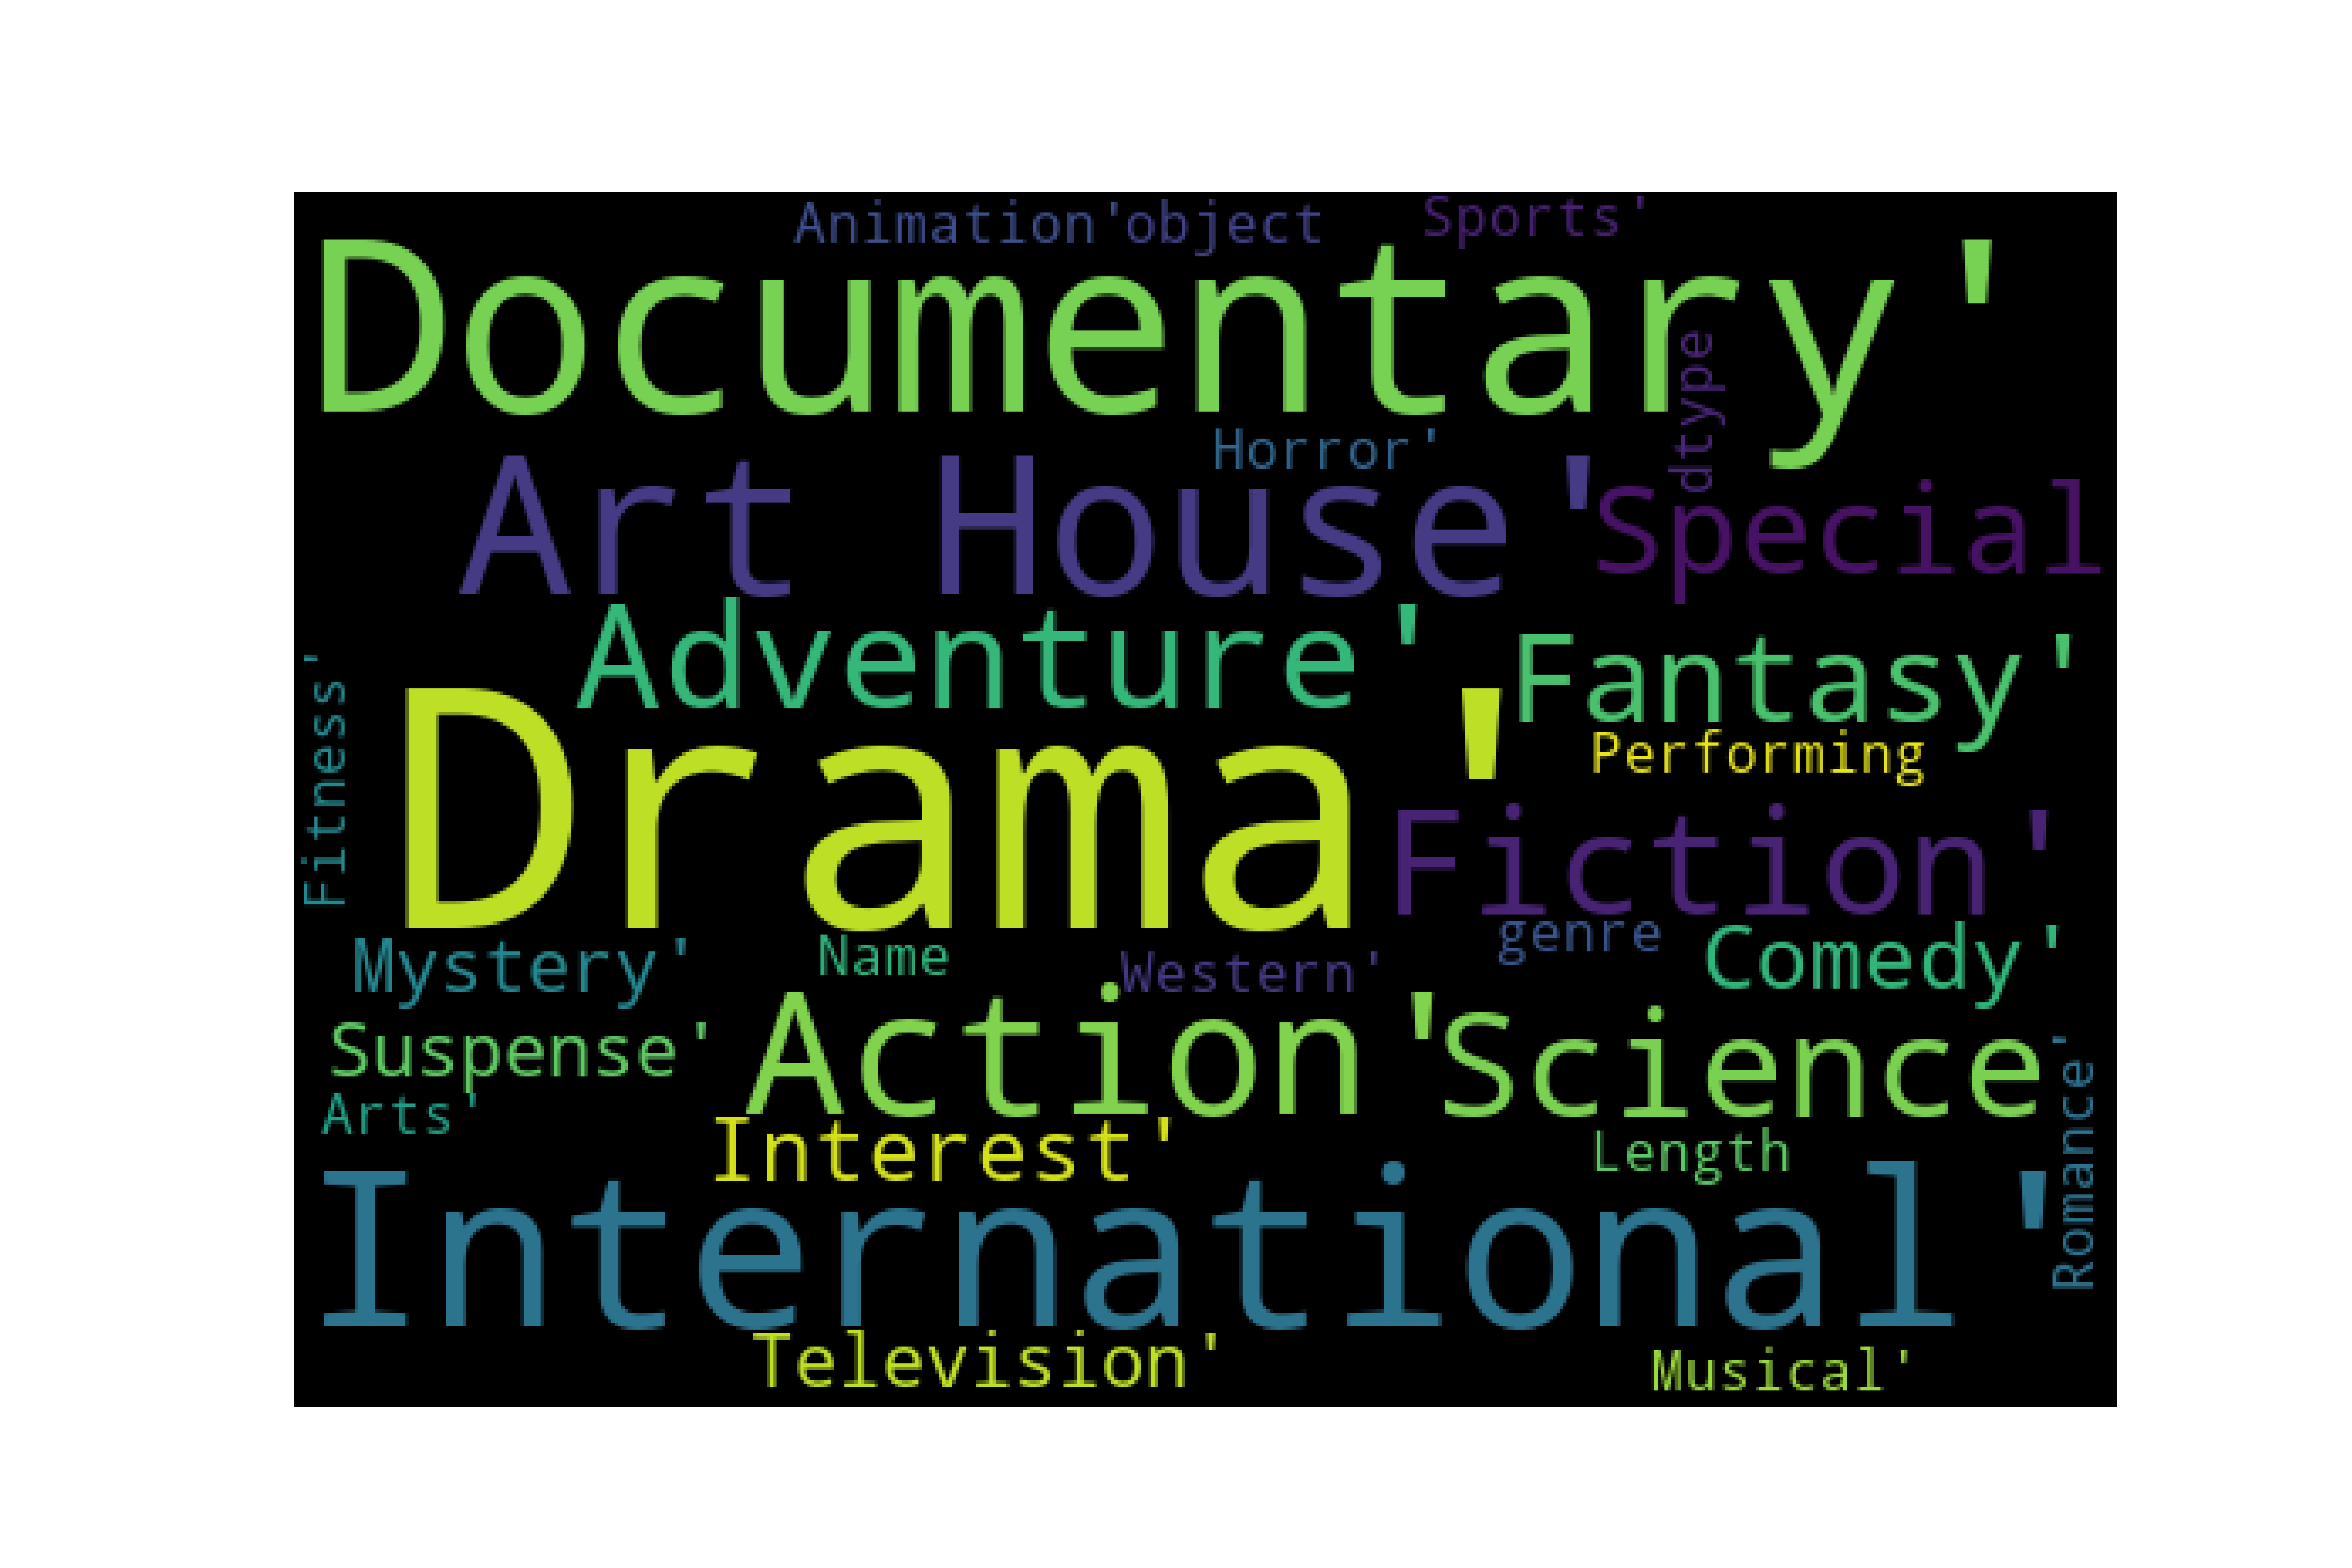 Animation'
object
Sports'
Documentary'
dtype
Horror'
Art House'
Special
Adventure'
Fantasy'
Fitness'
Drama'
Performing
Fiction'
Mystery'
Name
Western'
genre
Comedy'
Suspense'
Action'
Science
Arts'
Interest'
Length
Romance'
International'
Television'
Musical'